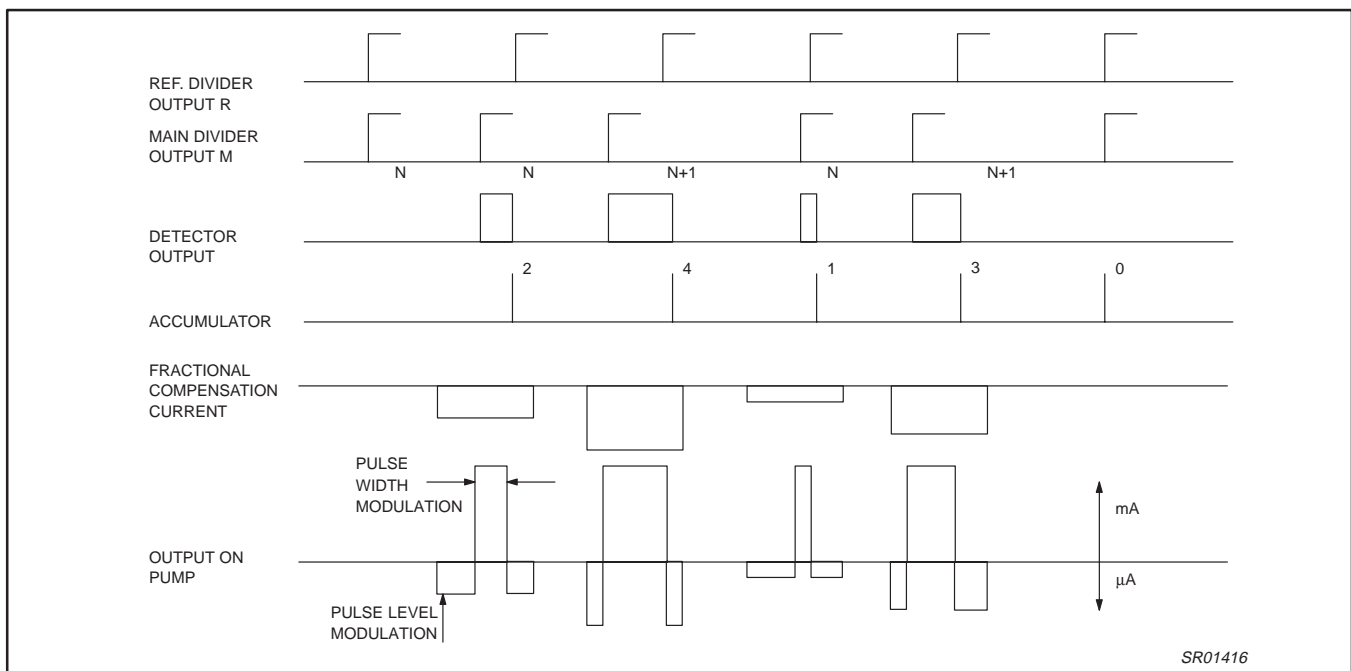 REF. DIVIDER
OUTPUT R
MAIN DIVIDER
OUTPUT M
N N N+1 N N+1
DETECTOR
OUTPUT
2 4 1 3 0
ACCUMULATOR
FRACTIONAL
COMPENSATION
CURRENT
PULSE
WIDTH
MODULATION
mA
OUTPUT ON
PUMP
µA
PULSE LEVEL
MODULATION
SR01416